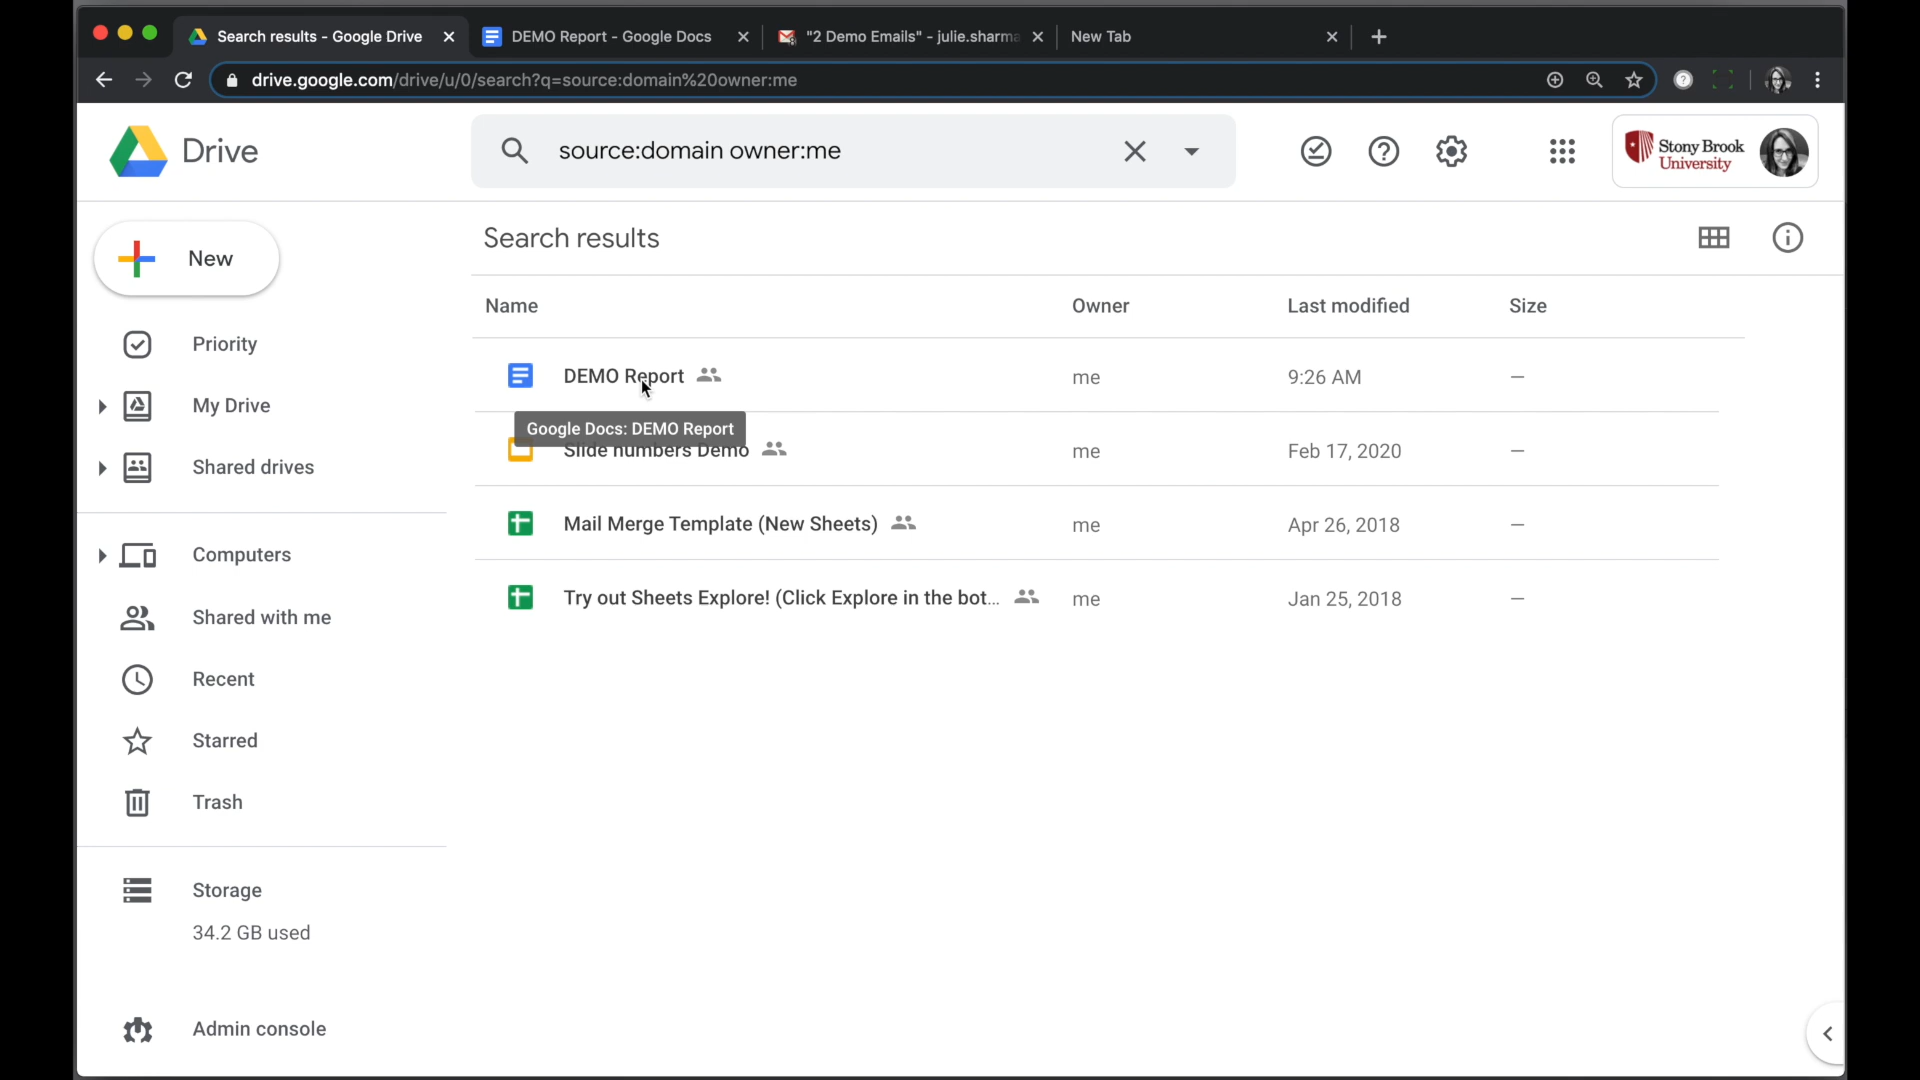 Search results - Google Drive
DEMO Report - Google Docs
"2 Demo Emails" - julie.sharma
New Tab
drive.google.com/drive/u/0/search?q=source:domain%20owner:me
Drive
source:domain owner:me
Stony Brook
University
New
Search results
Name Owner Last modified Size
Priority
DEMO Report me 9:26 AM –
My Drive
Google Docs: DEMO Report
Slide numbers Demo me Feb 17, 2020 –
Shared drives
Mail Merge Template (New Sheets) me Apr 26, 2018 –
Computers
Try out Sheets Explore! (Click Explore in the bot... me Jan 25, 2018 –
Shared with me
Recent
Starred
Trash
Storage
34.2 GB used
Admin console